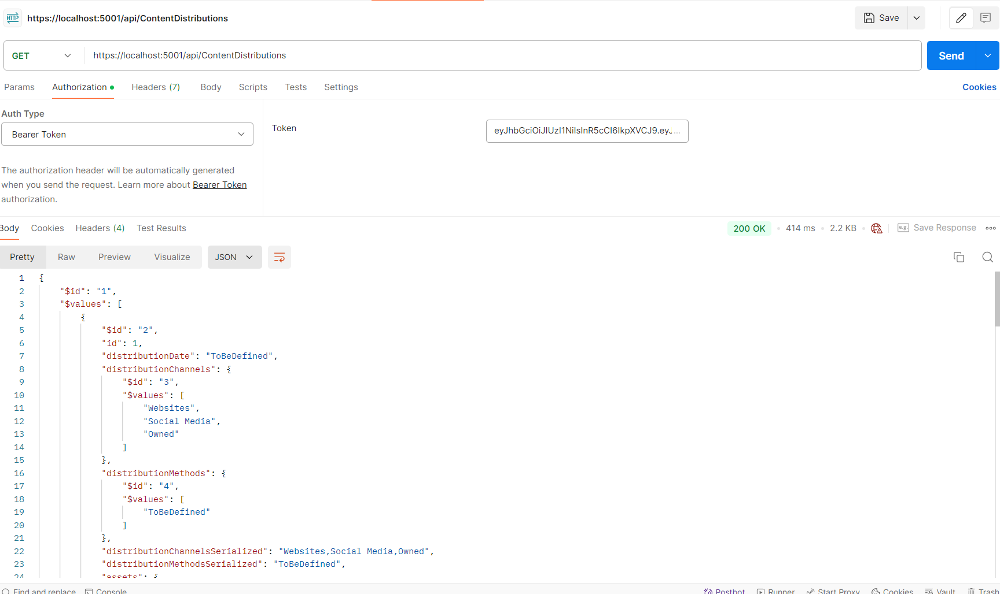 HTTP https://localhost:5001/api/ContentDistributions Save
GET https://localhost:5001/api/ContentDistributions Send
Params Authorization Headers (7) Body Scripts Tests Settings Cookies
Auth Type
Bearer Token
Token
eyJhbGciOiJIUzI1NiIsInR5cCI6IkpXVCJ9.eyJ...
The authorization header will be automatically generated
when you send the request. Learn more about Bearer Token
authorization.
Body Cookies Headers (4) Test Results 200 OK 414 ms 2.2 KB e.g. Save Response
Pretty Raw Preview Visualize JSON
1 {
2 "$id": "1",
3 "$values": [
4 {
5 "$id": "2",
6 "id": 1,
7 "distributionDate": "ToBeDefined",
8 "distributionChannels": {
9 "$id": "3",
10 "$values": [
11 "Websites",
12 "Social Media",
13 "Owned"
14 ]
15 },
16 "distributionMethods": {
17 "$id": "4",
18 "$values": [
19 "ToBeDefined"
20 ]
21 },
22 "distributionChannelsSerialized": "Websites,Social Media,Owned",
23 "distributionMethodsSerialized": "ToBeDefined",
24 "assets": {
Find and replace Console Postbot Runner Start Proxy Cookies Vault Trash